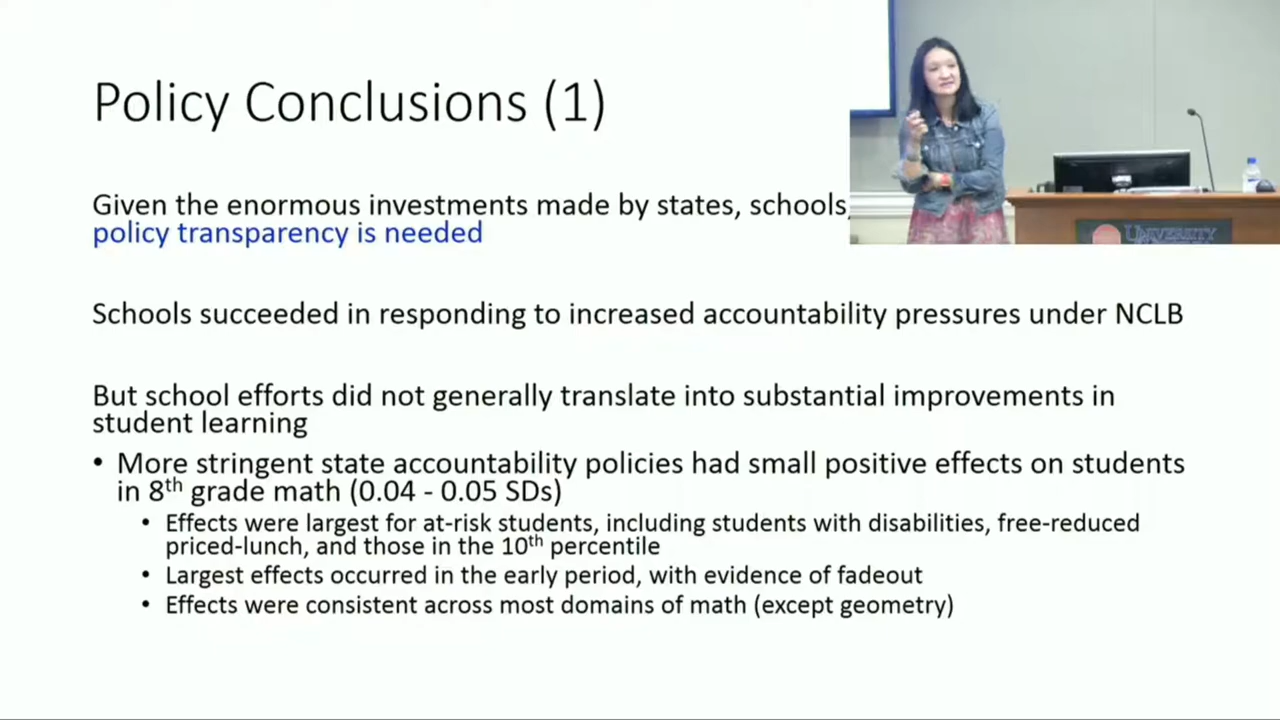 Policy Conclusions (1)
Given the enormous investments made by states, schools,
policy transparency is needed
Schools succeeded in responding to increased accountability pressures under NCLB
But school efforts did not generally translate into substantial improvements in
student learning
• More stringent state accountability policies had small positive effects on students
in 8th grade math (0.04 - 0.05 SDs)
• Effects were largest for at-risk students, including students with disabilities, free-reduced
priced-lunch, and those in the 10th percentile
• Largest effects occurred in the early period, with evidence of fadeout
• Effects were consistent across most domains of math (except geometry)
UNIVERSITY